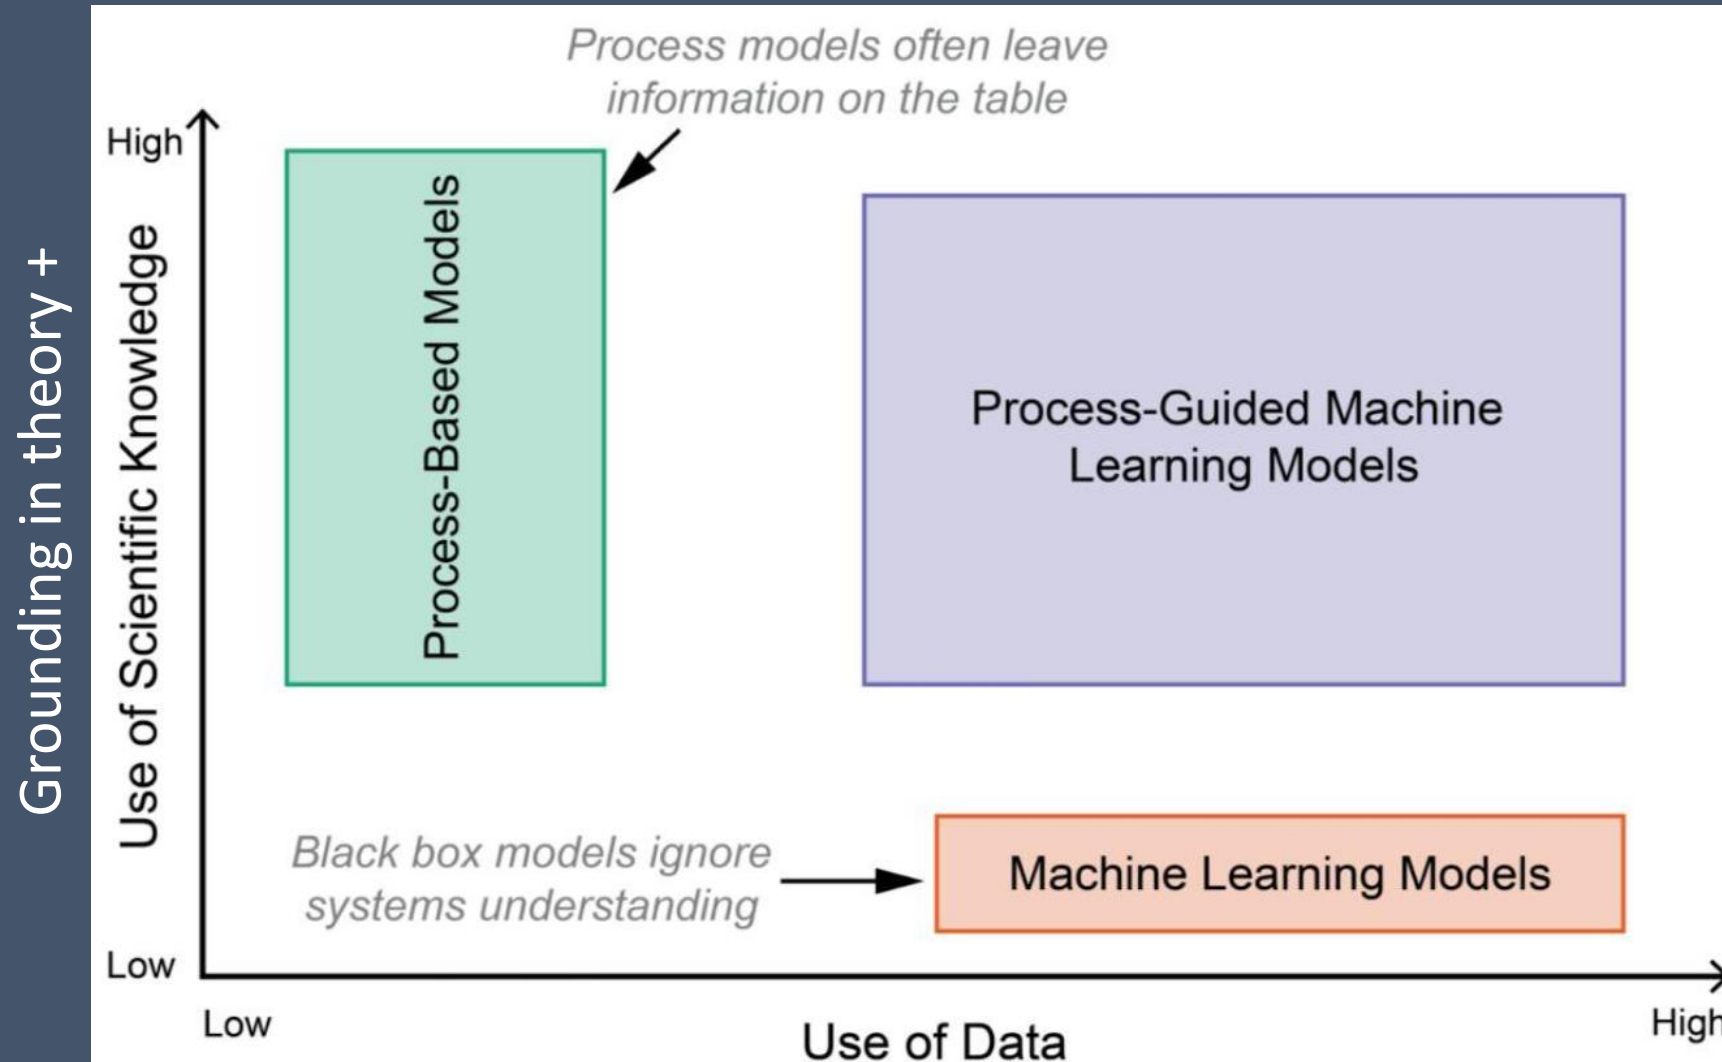 Grounding in theory +
Process models often leave
information on the table
High
Use of Scientific Knowledge
Process-Based Models
Process-Guided Machine
Learning Models
Black box models ignore
systems understanding
Machine Learning Models
Low
Low
Use of Data
High